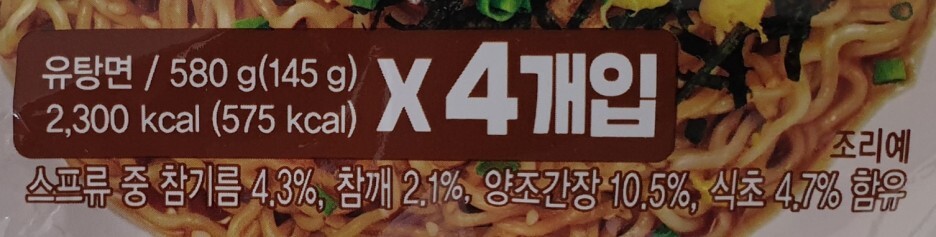 유탕면 / 580 g(145 g)
2,300 kcal (575 kcal)
X 4개입
조리예
스프류 중 참기름 4.3%, 참깨 2.1%, 양조간장 10.5%, 식초 4.7% 함유